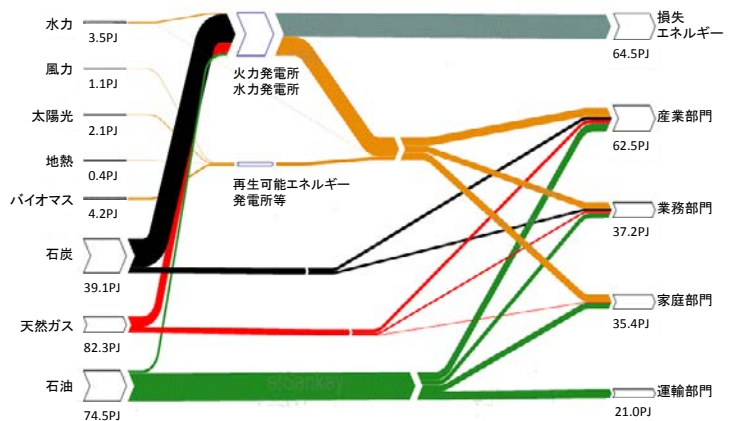 水力
3.5PJ
風力
1.1PJ
太陽光
2.1PJ
地熱
0.4PJ
バイオマス
4.2PJ
石炭
39.1PJ
天然ガス
82.3PJ
石油
74.5PJ
火力発電所
水力発電所
再生可能エネルギー
発電所等
損失
エネルギー
64.5PJ
産業部門
62.5PJ
業務部門
37.2PJ
家庭部門
35.4PJ
運輸部門
21.0PJ